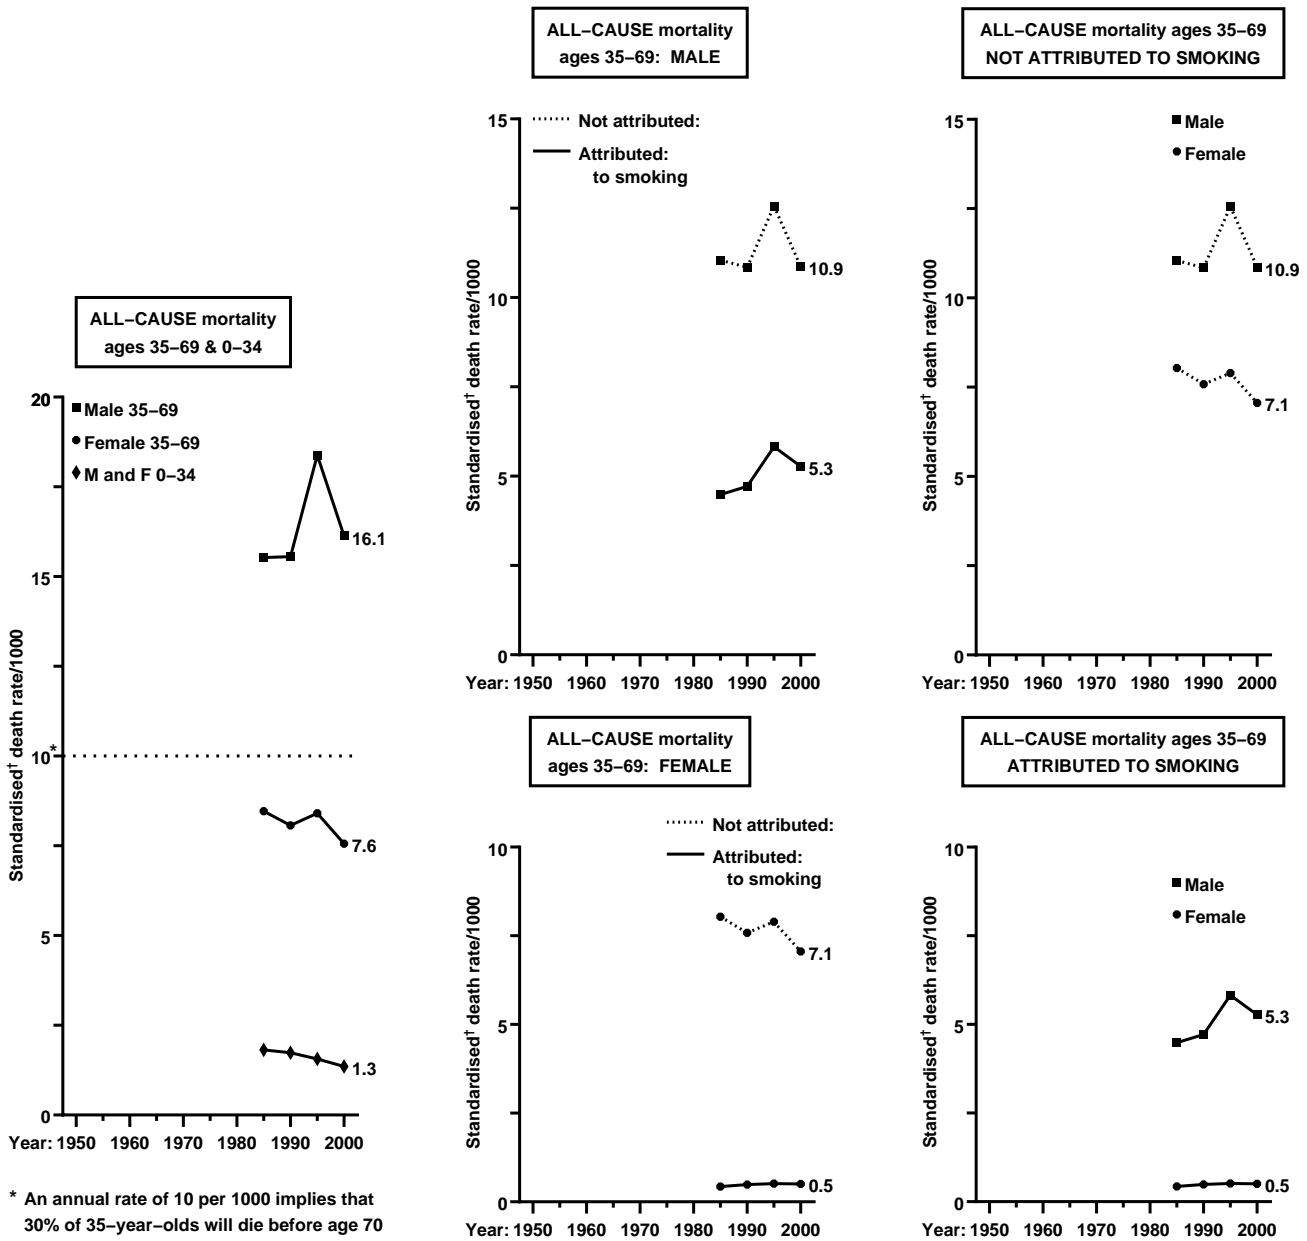 ALL−CAUSE mortality
ages 35−69 & 0−34
20
15
10*
5
0
Standardised† death rate/1000
Male 35−69
Female 35−69
M and F 0−34
16.1
7.6
1.3
Year: 1950 1960 1970 1980 1990 2000
* An annual rate of 10 per 1000 implies that
30% of 35−year−olds will die before age 70
ALL−CAUSE mortality
ages 35−69: MALE
15
10
5
0
Standardised† death rate/1000
Not attributed:
Attributed:
to smoking
10.9
5.3
Year: 1950 1960 1970 1980 1990 2000
ALL−CAUSE mortality
ages 35−69: FEMALE
10
5
0
Standardised† death rate/1000
Not attributed:
Attributed:
to smoking
7.1
0.5
Year: 1950 1960 1970 1980 1990 2000
ALL−CAUSE mortality ages 35−69
NOT ATTRIBUTED TO SMOKING
15
10
5
0
Standardised† death rate/1000
Male
Female
10.9
7.1
Year: 1950 1960 1970 1980 1990 2000
ALL−CAUSE mortality ages 35−69
ATTRIBUTED TO SMOKING
10
5
0
Standardised† death rate/1000
Male
Female
5.3
0.5
Year: 1950 1960 1970 1980 1990 2000